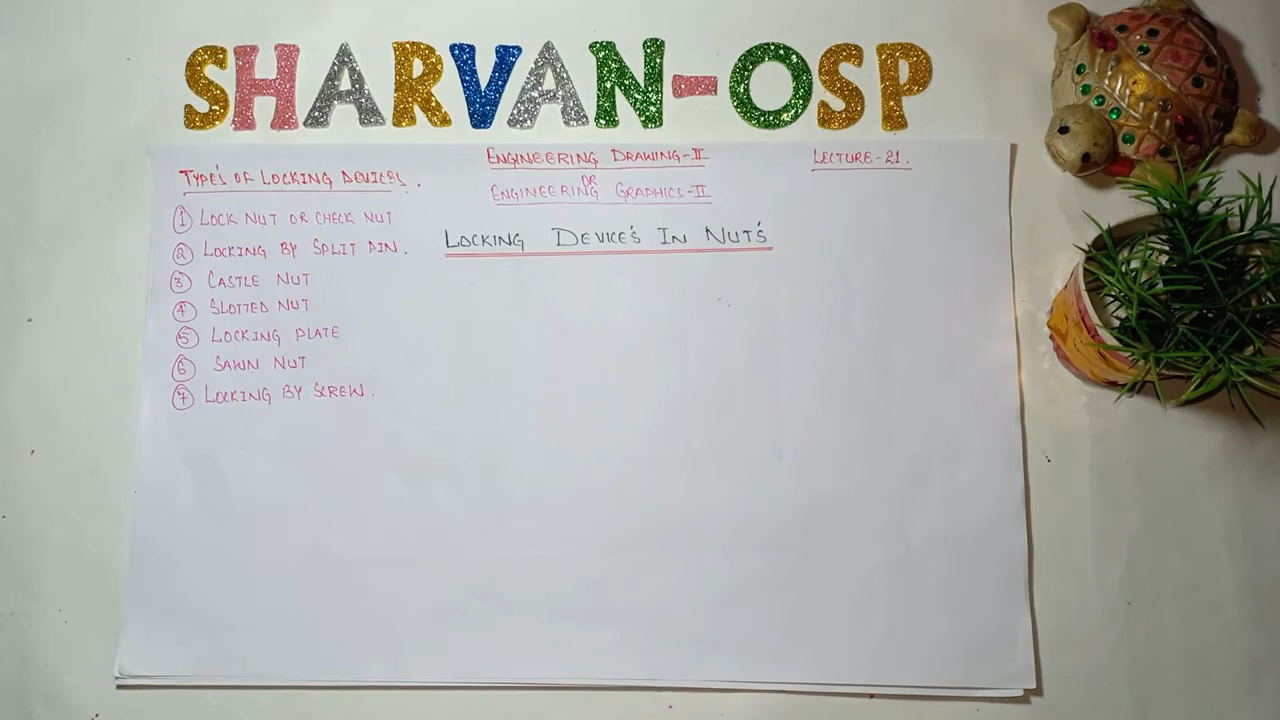 SHARVAN-OSP
ENGINEERING DRAWING-II
OR
ENGINEERING GRAPHICS-II
LECTURE-21.
TYPE'S OF LOCKING DEVICES.
① LOCK NUT OR CHECK NUT
② LOCKING BY SPLIT PIN.
③ CASTLE NUT
④ SLOTTED NUT
⑤ LOCKING PLATE
⑥ SAWN NUT
⑦ LOCKING BY SCREW.
LOCKING DEVICE'S IN NUT'S